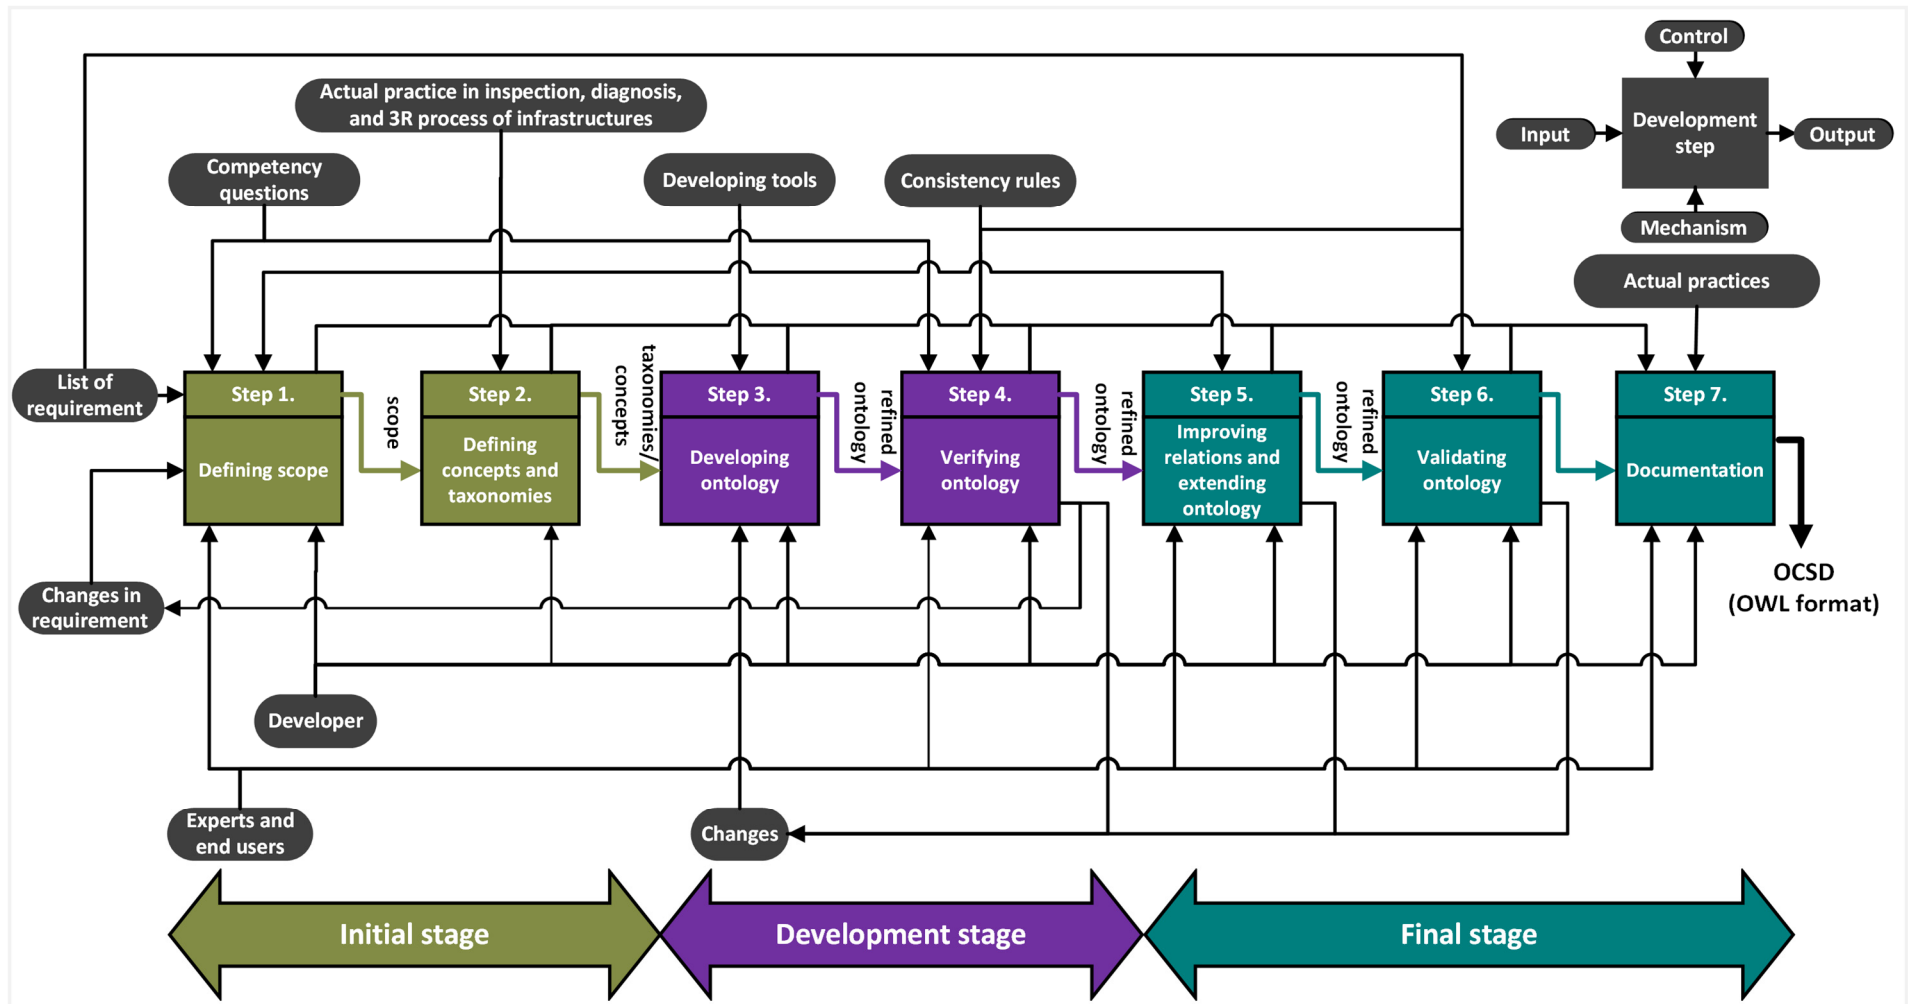 Control
Actual practice in inspection, diagnosis,
and 3R process of infrastructures
Development
step
Input
Output
Mechanism
Competency
questions
Developing tools
Consistency rules
Actual practices
List of
requirement
Step 1.
Defining scope
scope
Step 2.
Defining
concepts and
taxonomies
taxonomies/
concepts
Step 3.
Developing
ontology
refined
ontology
Step 4.
Verifying
ontology
refined
ontology
Step 5.
Improving
relations and
extending
ontology
refined
ontology
Step 6.
Validating
ontology
Step 7.
Documentation
OCSD
(OWL format)
Changes in
requirement
Developer
Experts and
end users
Changes
Initial stage
Development stage
Final stage